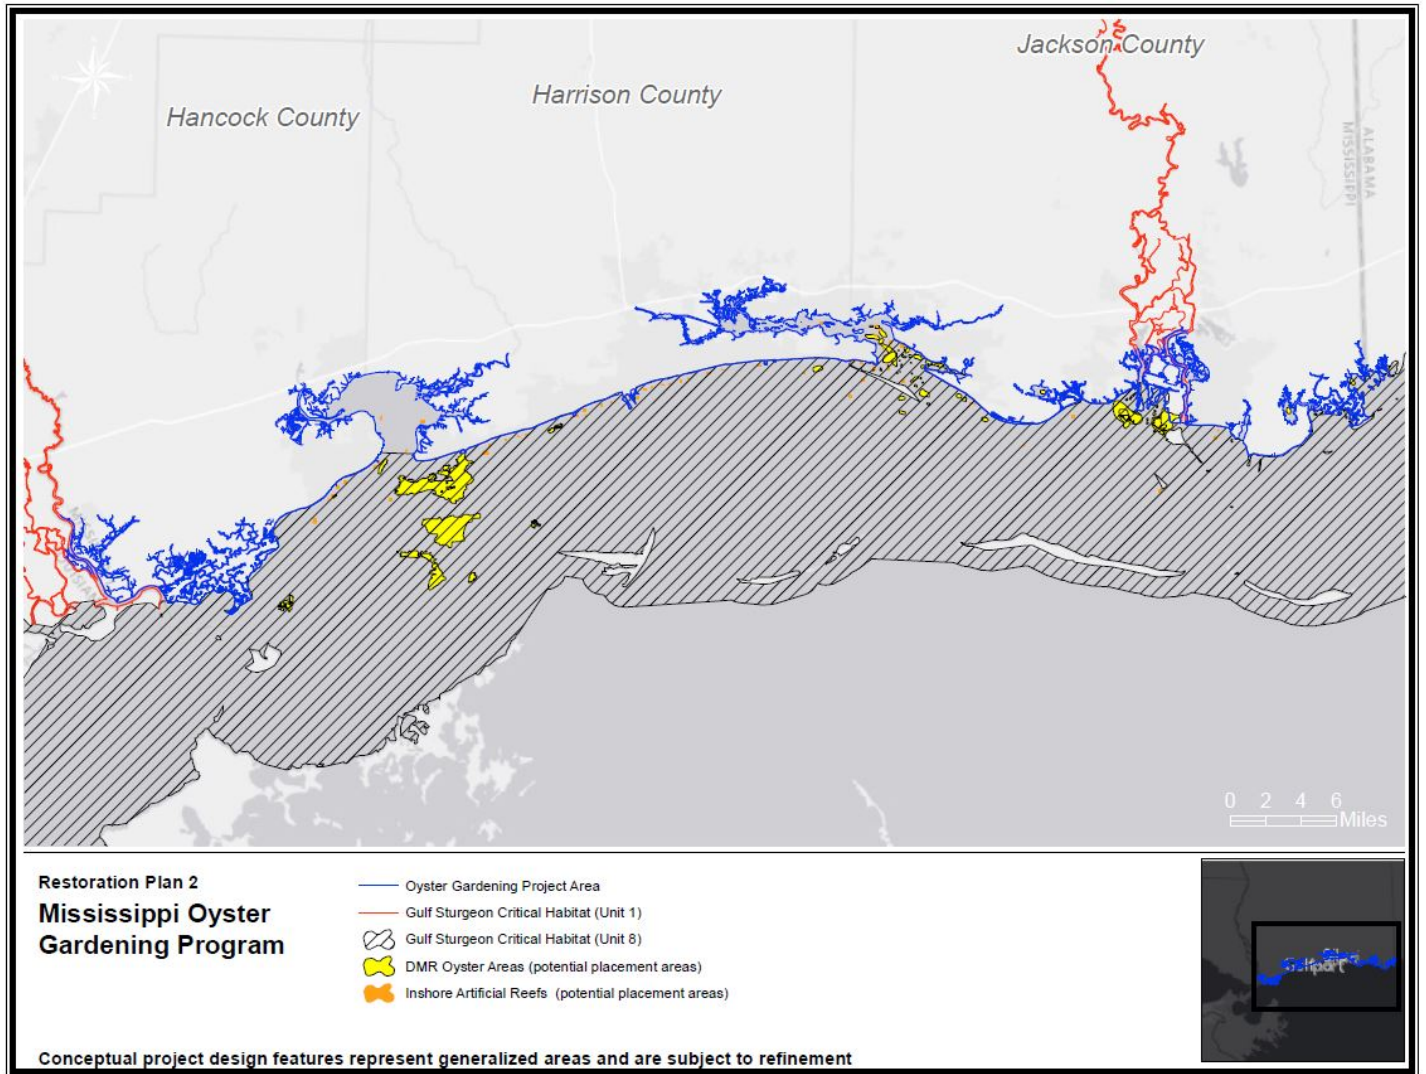 Jackson County
Harrison County
Hancock County
ALABAMA
MISSISSIPPI
0 2 4 6
Miles
Restoration Plan 2
Mississippi Oyster
Gardening Program
Oyster Gardening Project Area
Gulf Sturgeon Critical Habitat (Unit 1)
Gulf Sturgeon Critical Habitat (Unit 8)
DMR Oyster Areas (potential placement areas)
Inshore Artificial Reefs (potential placement areas)
Gulfport
Conceptual project design features represent generalized areas and are subject to refinement